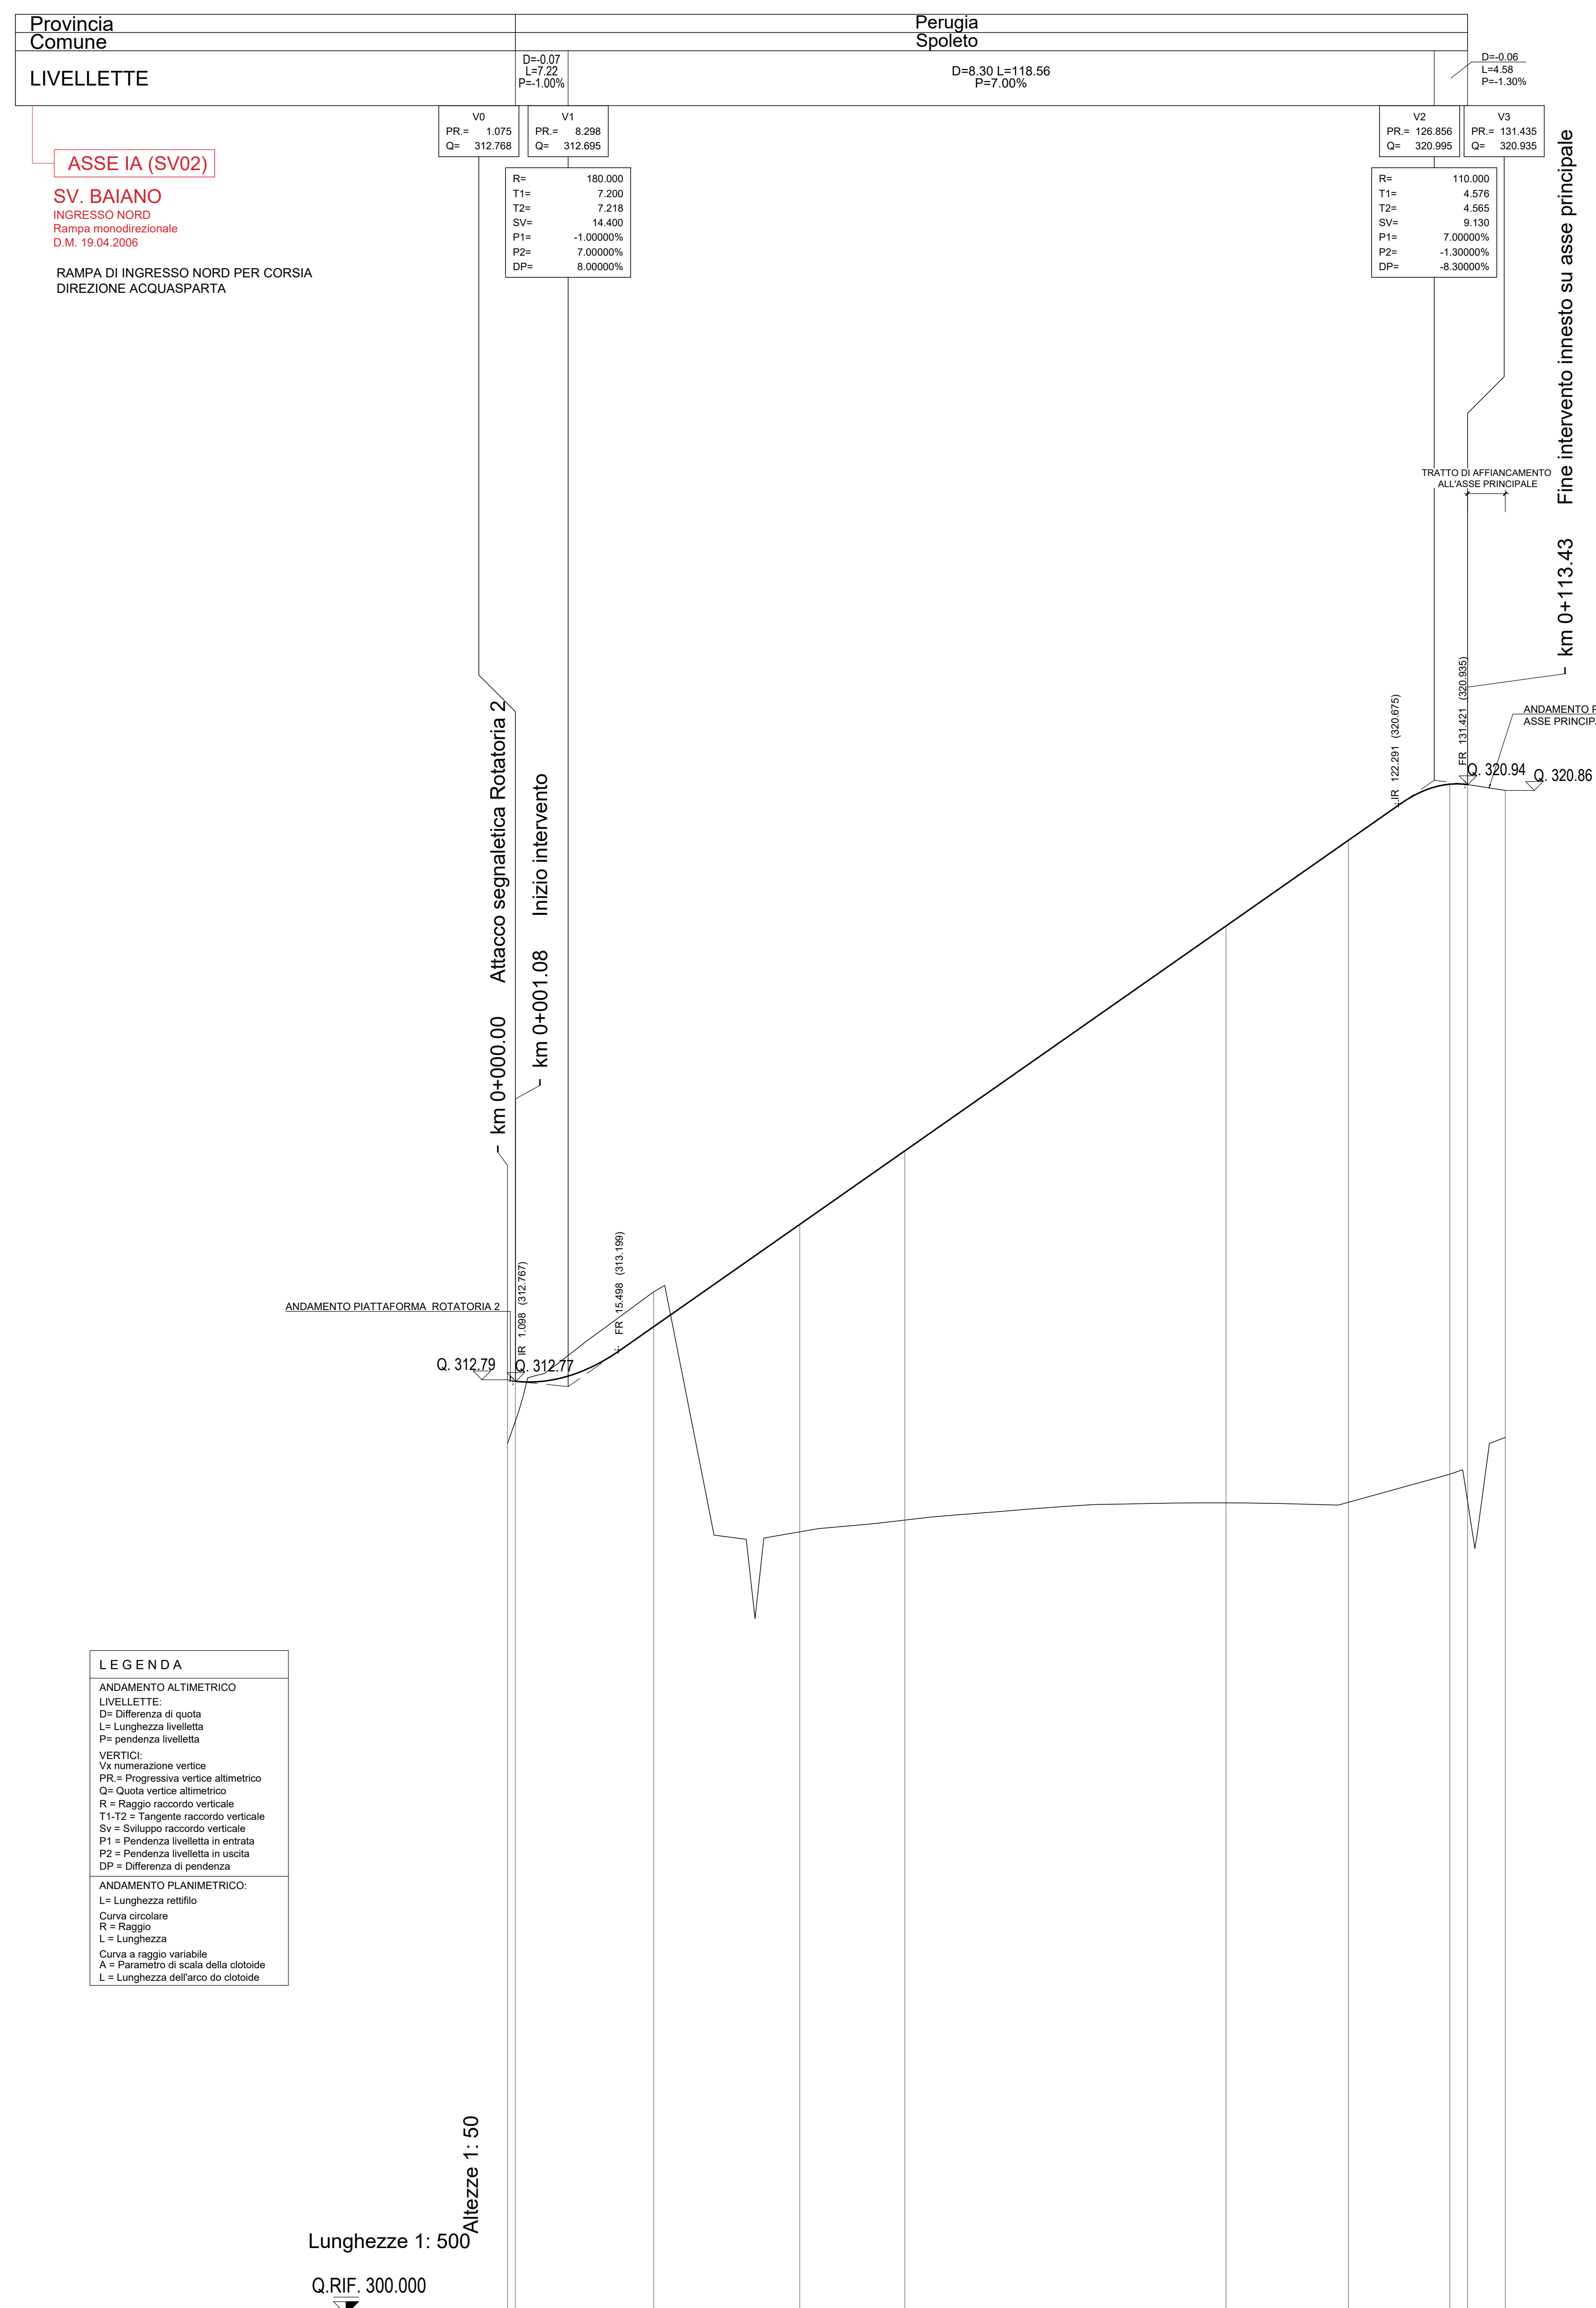 Provincia
Perugia
Comune
Spoleto
LIVELLETTE
D=-0.07
L=7.22
P=-1.00%
D=8.30 L=118.56
P=7.00%
D=-0.06
L=4.58
P=-1.30%
V0
PR.= 1.075
Q= 312.768
V1
PR.= 8.298
Q= 312.695
V2
PR.= 126.856
Q= 320.995
V3
PR.= 131.435
Q= 320.935
ASSE IA (SV02)
SV. BAIANO
INGRESSO NORD
Rampa monodirezionale
D.M. 19.04.2006
RAMPA DI INGRESSO NORD PER CORSIA
DIREZIONE ACQUASPARTA
R= 180.000
T1= 7.200
T2= 7.218
SV= 14.400
P1= -1.00000%
P2= 7.00000%
DP= 8.00000%
R= 110.000
T1= 4.576
T2= 4.565
SV= 9.130
P1= 7.00000%
P2= -1.30000%
DP= -8.30000%
km 0+113.43 Fine intervento innesto su asse principale
TRATTO DI AFFIANCAMENTO
ALL'ASSE PRINCIPALE
km 0+000.00 Attacco segnaletica Rotatoria 2
km 0+001.08 Inizio intervento
IR 122.291 (320.675)
FR 131.421 (320.935)
ANDAMENTO
ASSE
Q. 320.94
Q. 320.86
IR 1.098 (312.767)
FR 15.498 (313.199)
ANDAMENTO PIATTAFORMA ROTATORIA 2
Q. 312.79
Q. 312.77
LEGENDA
ANDAMENTO ALTIMETRICO
LIVELLETTE:
D= Differenza di quota
L= Lunghezza livelletta
P= pendenza livelletta
VERTICI:
Vx numerazione vertice
PR.= Progressiva vertice altimetrico
Q= Quota vertice altimetrico
R = Raggio raccordo verticale
T1-T2 = Tangente raccordo verticale
Sv = Sviluppo raccordo verticale
P1 = Pendenza livelletta in entrata
P2 = Pendenza livelletta in uscita
DP = Differenza di pendenza
ANDAMENTO PLANIMETRICO:
L= Lunghezza rettifilo
Curva circolare
R = Raggio
L = Lunghezza
Curva a raggio variabile
A = Parametro di scala della clotoide
L = Lunghezza dell'arco do clotoide
Altezze 1: 50
Lunghezze 1: 500
Q.RIF. 300.000